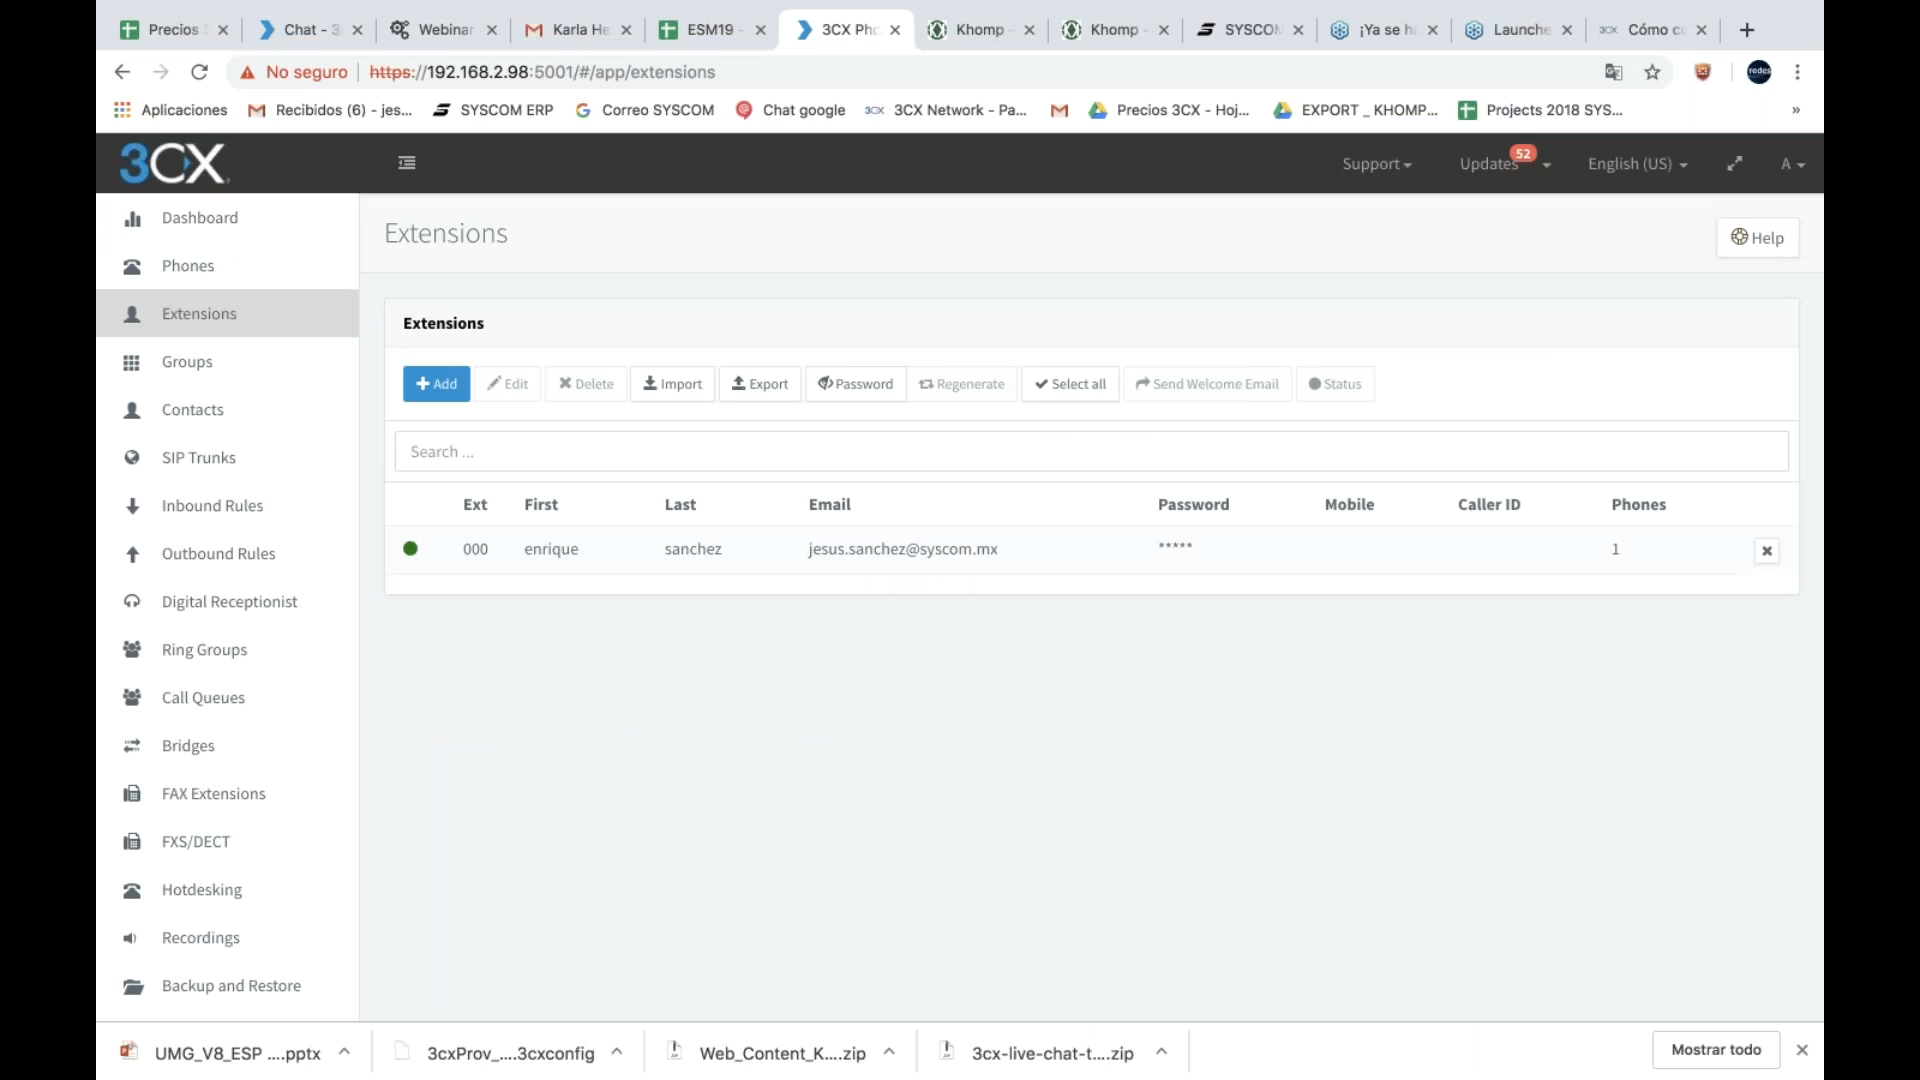 Precios
Chat - 3
Webinar
Karla He
ESM19 -
3CX Pho
Khomp -
Khomp -
SYSCOM
¡Ya se h
Launche
Cómo c
No seguro
https://192.168.2.98:5001/#/app/extensions
redes
Aplicaciones
Recibidos (6) - jes...
SYSCOM ERP
Correo SYSCOM
Chat google
3CX
3CX Network - Pa...
Precios 3CX - Hoj...
EXPORT _ KHOMP...
Projects 2018 SYS...
»
3CX
Support
Updates
52
English (US)
A
Dashboard
Phones
Extensions
Groups
Contacts
SIP Trunks
Inbound Rules
Outbound Rules
Digital Receptionist
Ring Groups
Call Queues
Bridges
FAX Extensions
FXS/DECT
Hotdesking
Recordings
Backup and Restore
Extensions
Help
Extensions
Add
Edit
Delete
Import
Export
Password
Regenerate
Select all
Send Welcome Email
Status
Search ...
Ext First Last Email Password Mobile Caller ID Phones
000 enrique sanchez jesus.sanchez@syscom.mx ***** 1
UMG_V8_ESP ....pptx
3cxProv_....3cxconfig
Web_Content_K....zip
3cx-live-chat-t....zip
Mostrar todo